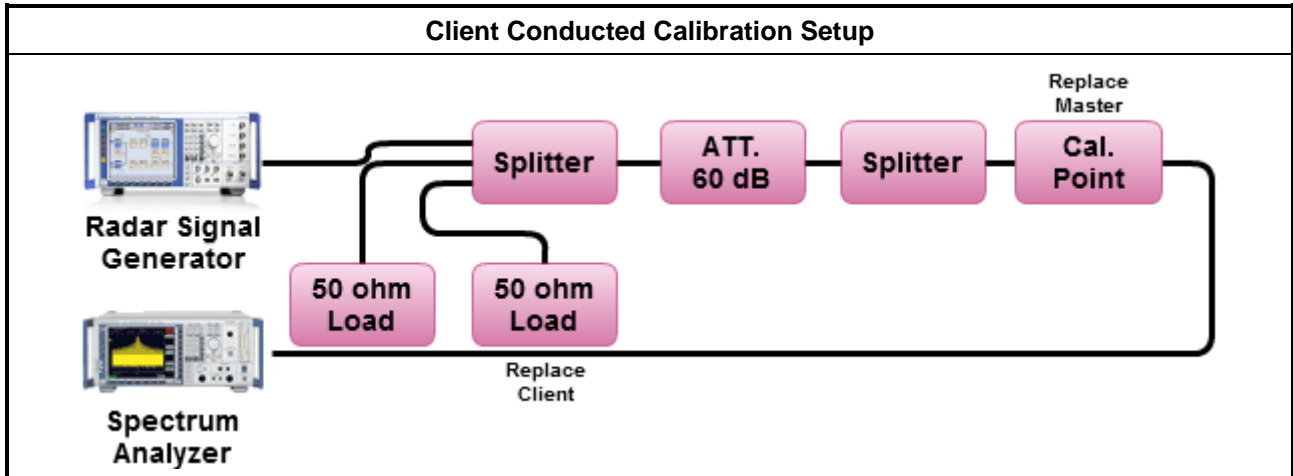 Client Conducted Calibration Setup
Replace
Master
Splitter
ATT.
60 dB
Splitter
Cal.
Point
Radar Signal
Generator
50 ohm
Load
50 ohm
Load
Replace
Client
Spectrum
Analyzer